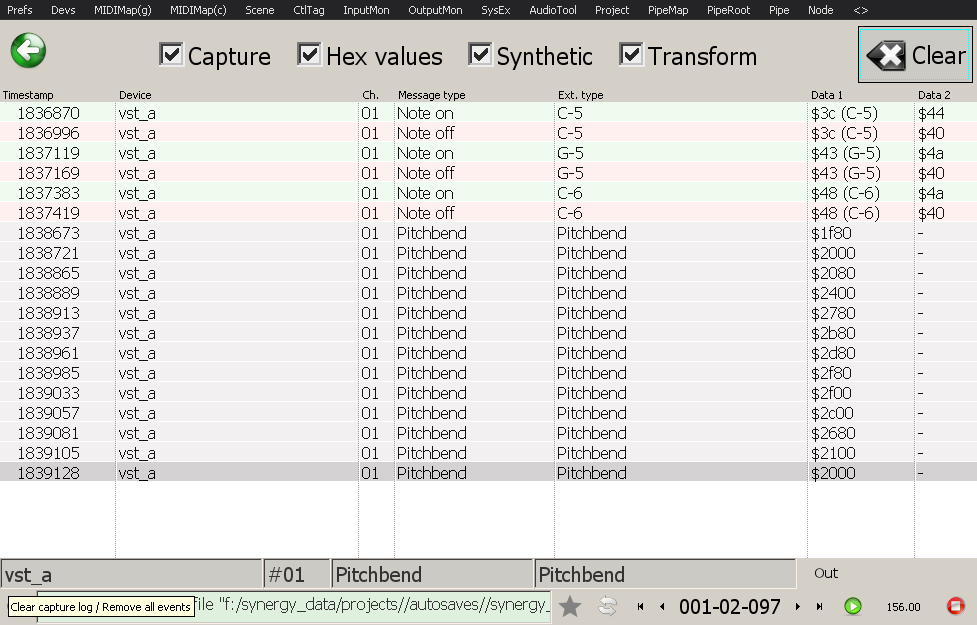 Prefs Devs MIDIMap(g) MIDIMap(c) Scene CtlTag InputMon OutputMon SysEx AudioTool Project PipeMap PipeRoot Pipe Node <>
Capture Hex values Synthetic Transform Clear
Timestamp Device Ch. Message type Ext. type Data 1 Data 2
1836870 vst_a 01 Note on C-5 $3c (C-5) $44
1836996 vst_a 01 Note off C-5 $3c (C-5) $40
1837119 vst_a 01 Note on G-5 $43 (G-5) $4a
1837169 vst_a 01 Note off G-5 $43 (G-5) $40
1837383 vst_a 01 Note on C-6 $48 (C-6) $4a
1837419 vst_a 01 Note off C-6 $48 (C-6) $40
1838673 vst_a 01 Pitchbend Pitchbend $1f80 -
1838721 vst_a 01 Pitchbend Pitchbend $2000 -
1838865 vst_a 01 Pitchbend Pitchbend $2080 -
1838889 vst_a 01 Pitchbend Pitchbend $2400 -
1838913 vst_a 01 Pitchbend Pitchbend $2780 -
1838937 vst_a 01 Pitchbend Pitchbend $2b80 -
1838961 vst_a 01 Pitchbend Pitchbend $2d80 -
1838985 vst_a 01 Pitchbend Pitchbend $2f80 -
1839033 vst_a 01 Pitchbend Pitchbend $2f00 -
1839057 vst_a 01 Pitchbend Pitchbend $2c00 -
1839081 vst_a 01 Pitchbend Pitchbend $2680 -
1839105 vst_a 01 Pitchbend Pitchbend $2100 -
1839128 vst_a 01 Pitchbend Pitchbend $2000 -
vst_a #01 Pitchbend Pitchbend Out
Clear capture log / Remove all events file "f:/synergy_data/projects//autosaves//synergy_ 001-02-097 156.00